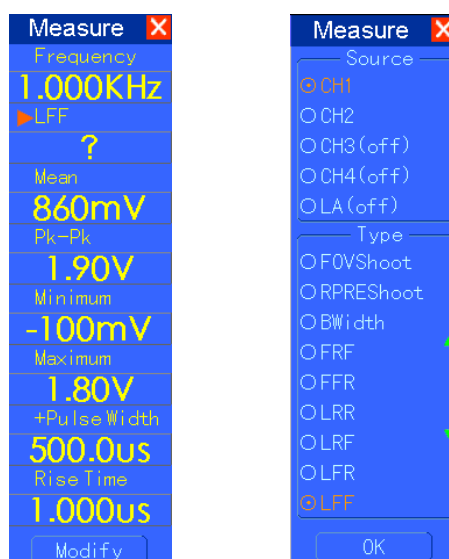 Measure X
Frequency
1.000KHz
LFF
?
Mean
860mV
Pk-Pk
1.90V
Minimum
-100mV
Maximum
1.80V
+Pulse Width
500.0us
Rise Time
1.000us
Modify
Measure X
Source
CH1
CH2
CH3(off)
CH4(off)
LA(off)
Type
FOVShoot
RPREShoot
BWidth
FRF
FFR
LRR
LRF
LFR
LFF
OK